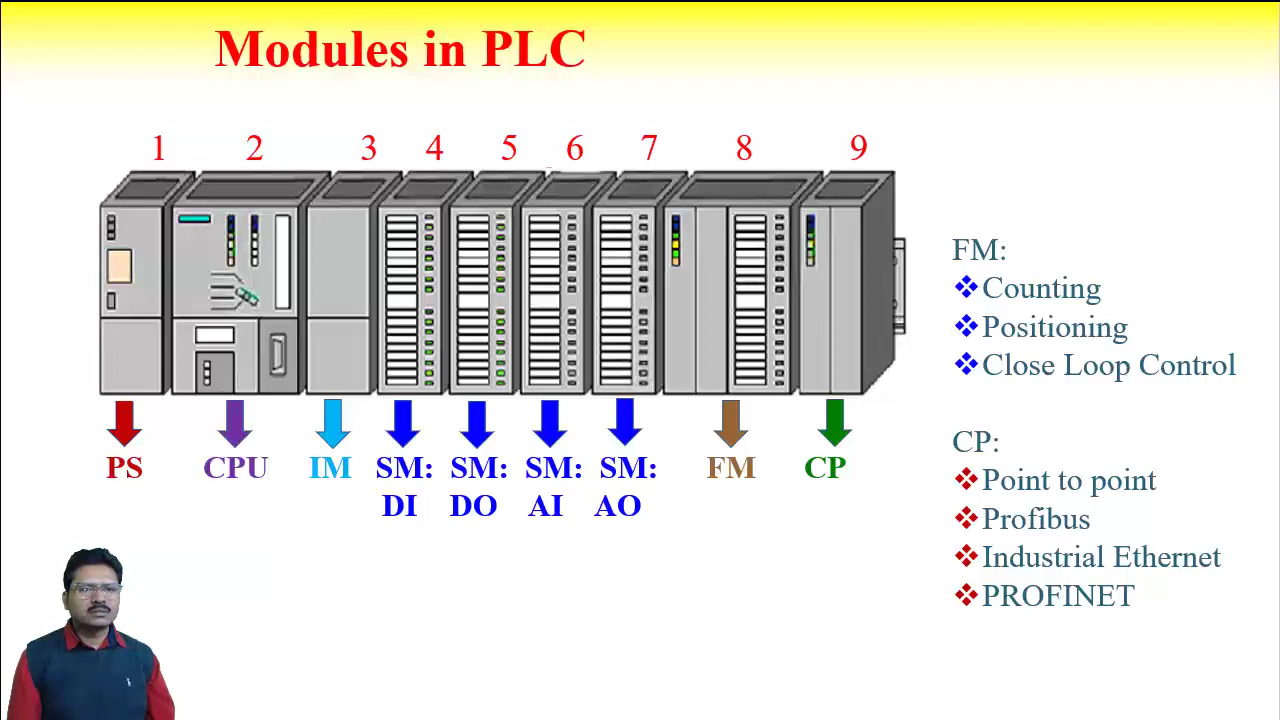 Modules in PLC
1 2 3 4 5 6 7 8 9
PS CPU IM SM: SM: SM: SM: FM CP
DI DO AI AO
FM:
Counting
Positioning
Close Loop Control
CP:
Point to point
Profibus
Industrial Ethernet
PROFINET